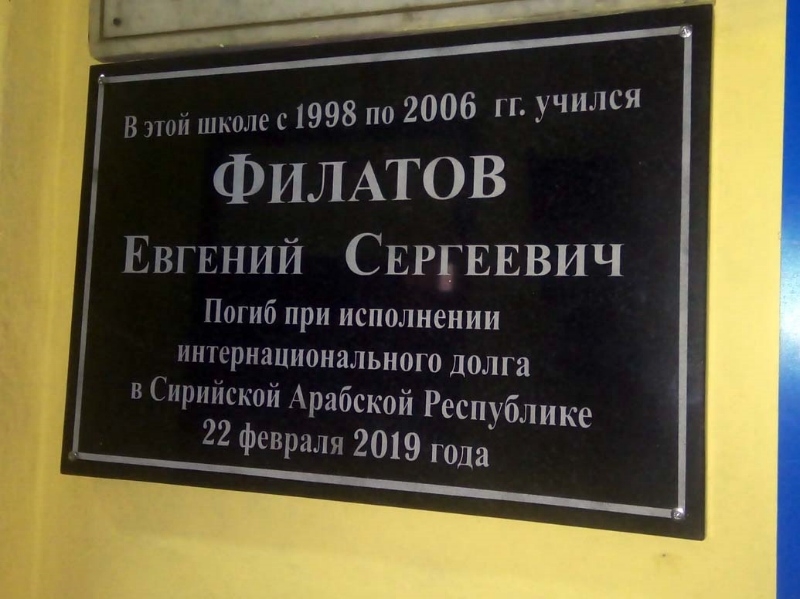 В этой школе с 1998 по 2006 гг. учился
ФИЛАТОВ
ЕВГЕНИЙ СЕРГЕЕВИЧ
Погиб при исполнении
интернационального долга
в Сирийской Арабской Республике
22 февраля 2019 года